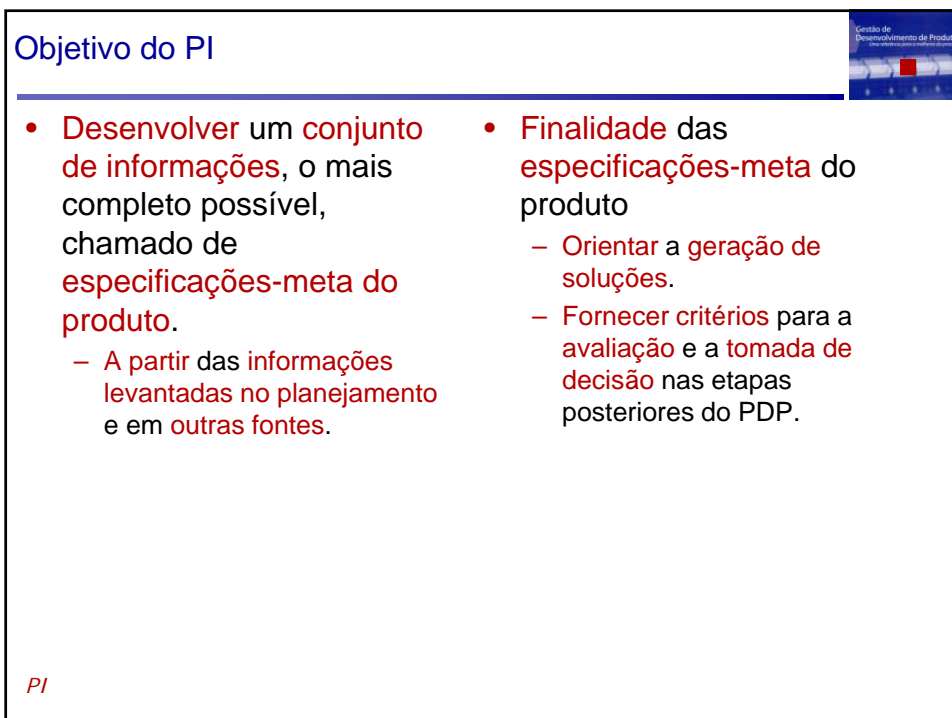 Objetivo do PI
Gestão de
Desenvolvimento de Produt
• Desenvolver um conjunto
de informações, o mais
completo possível,
chamado de
especificações-meta do
produto.
– A partir das informações
levantadas no planejamento
e em outras fontes.
• Finalidade das
especificações-meta do
produto
– Orientar a geração de
soluções.
– Fornecer critérios para a
avaliação e a tomada de
decisão nas etapas
posteriores do PDP.
PI